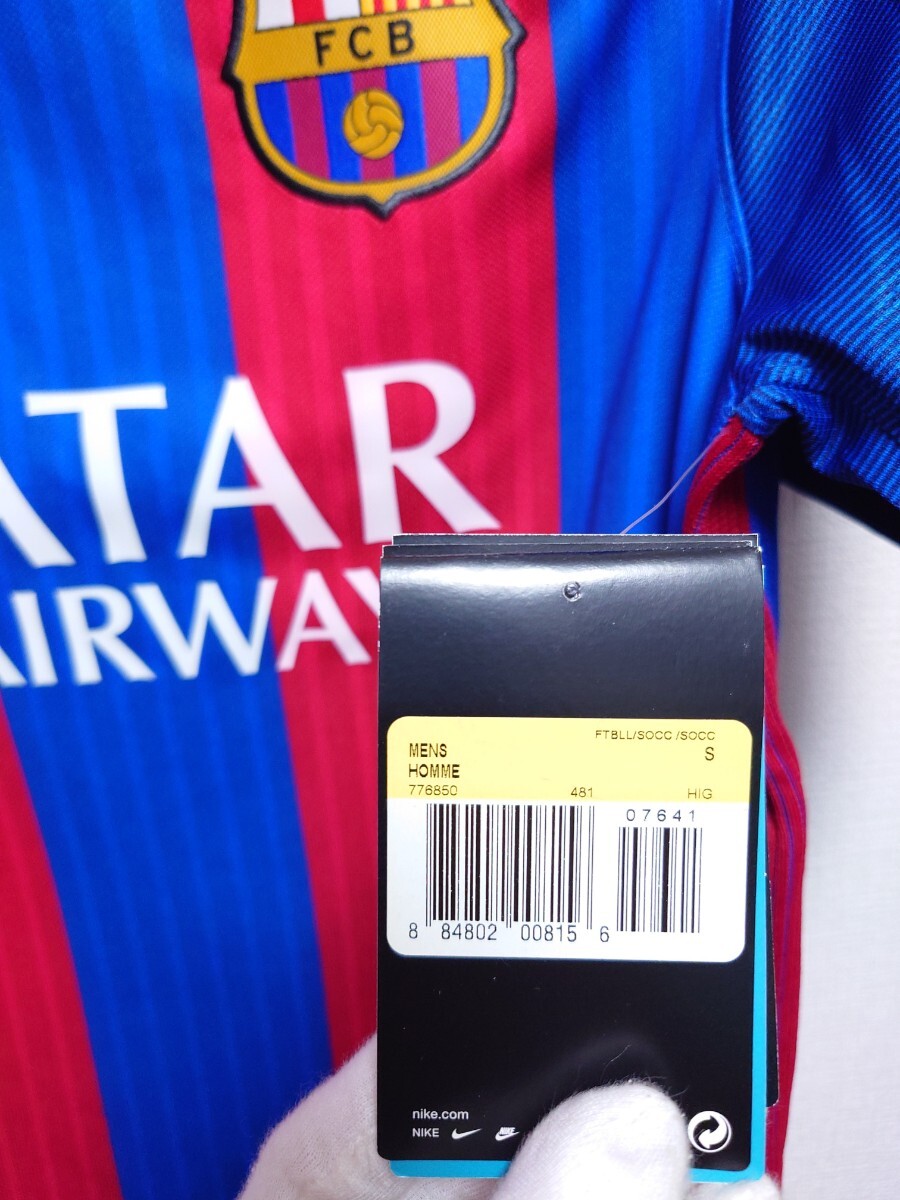 FCB
ATAR
AIRWAY
FTBLL/SOCC /SOCC
MENS S
HOMME
776850 481 HIG
07641
8 84802 00815 6
nike.com
NIKE